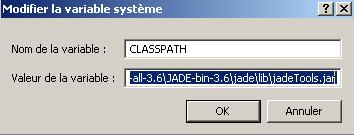 Modifier la variable système
Nom de la variable : CLASSPATH
Valeur de la variable : -all-3.6\JADE-bin-3.6\jade\lib\jadeTools.jar
OK Annuler